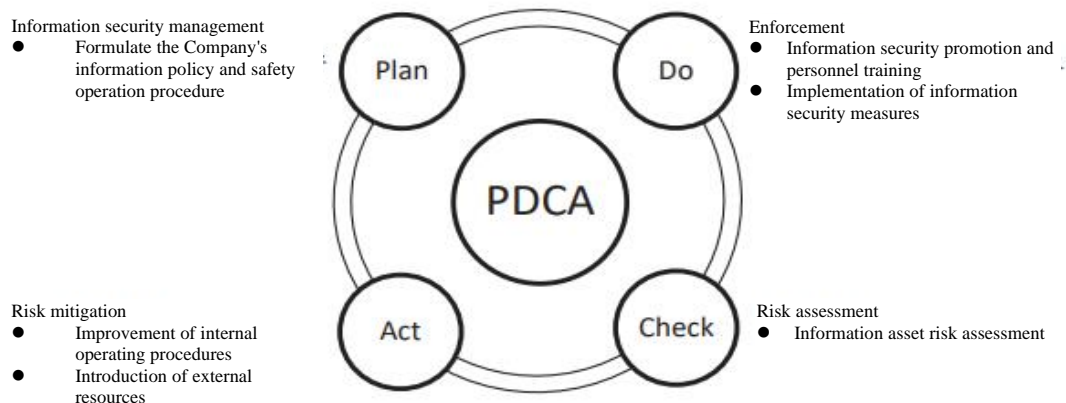 Information security management
● Formulate the Company's
information policy and safety
operation procedure
Plan
Do
Enforcement
● Information security promotion and
personnel training
● Implementation of information
security measures
PDCA
Risk mitigation
● Improvement of internal
operating procedures
● Introduction of external
resources
Act
Check
Risk assessment
● Information asset risk assessment